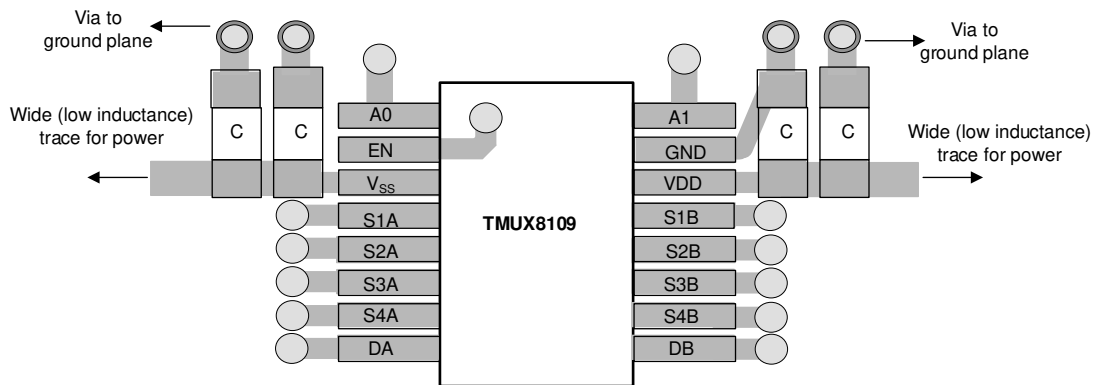 Via to
ground plane
Via to
ground plane
Wide (low inductance)
trace for power
C
C
A0
A1
C
C
Wide (low inductance)
trace for power
EN
GND
VSS
VDD
S1A
TMUX8109
S1B
S2A
S2B
S3A
S3B
S4A
S4B
DA
DB